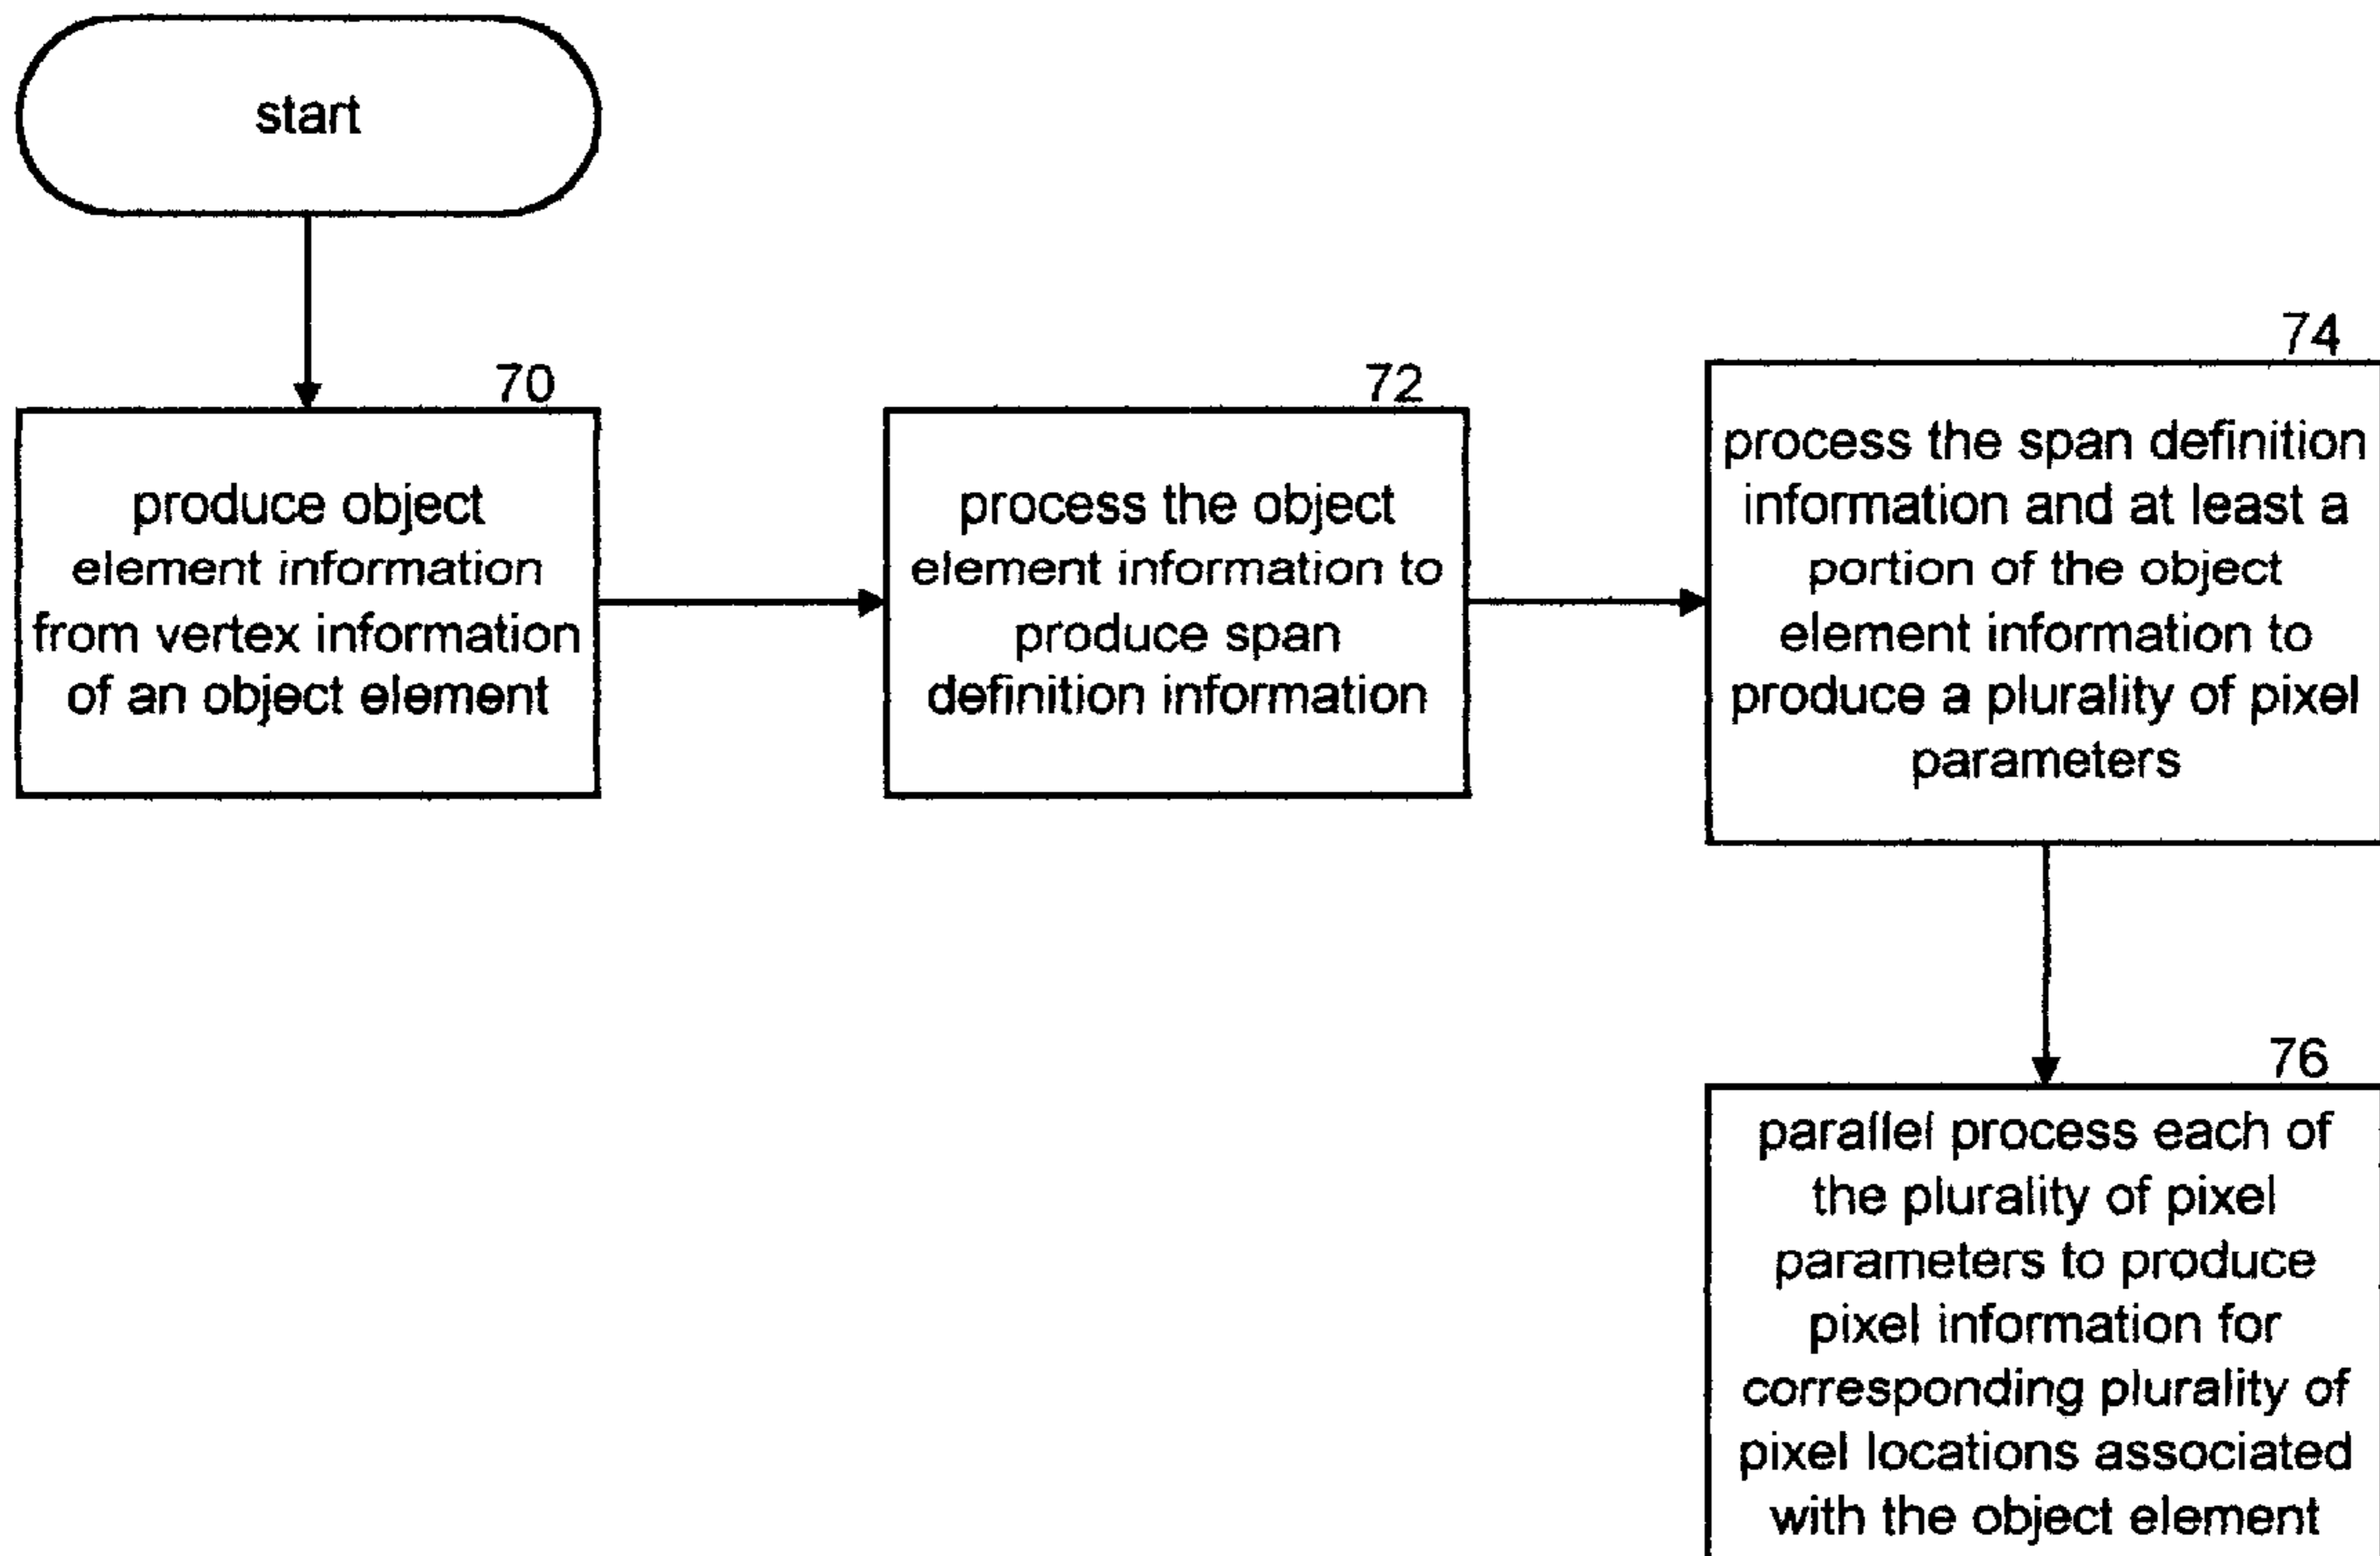 start
70
produce object
element information
from vertex information
of an object element
72
process the object
element information to
produce span
definition information
74
process the span definition
information and at least a
portion of the object
element information to
produce a plurality of pixel
parameters
76
parallel process each of
the plurality of pixel
parameters to produce
pixel information for
corresponding plurality of
pixel locations associated
with the object element